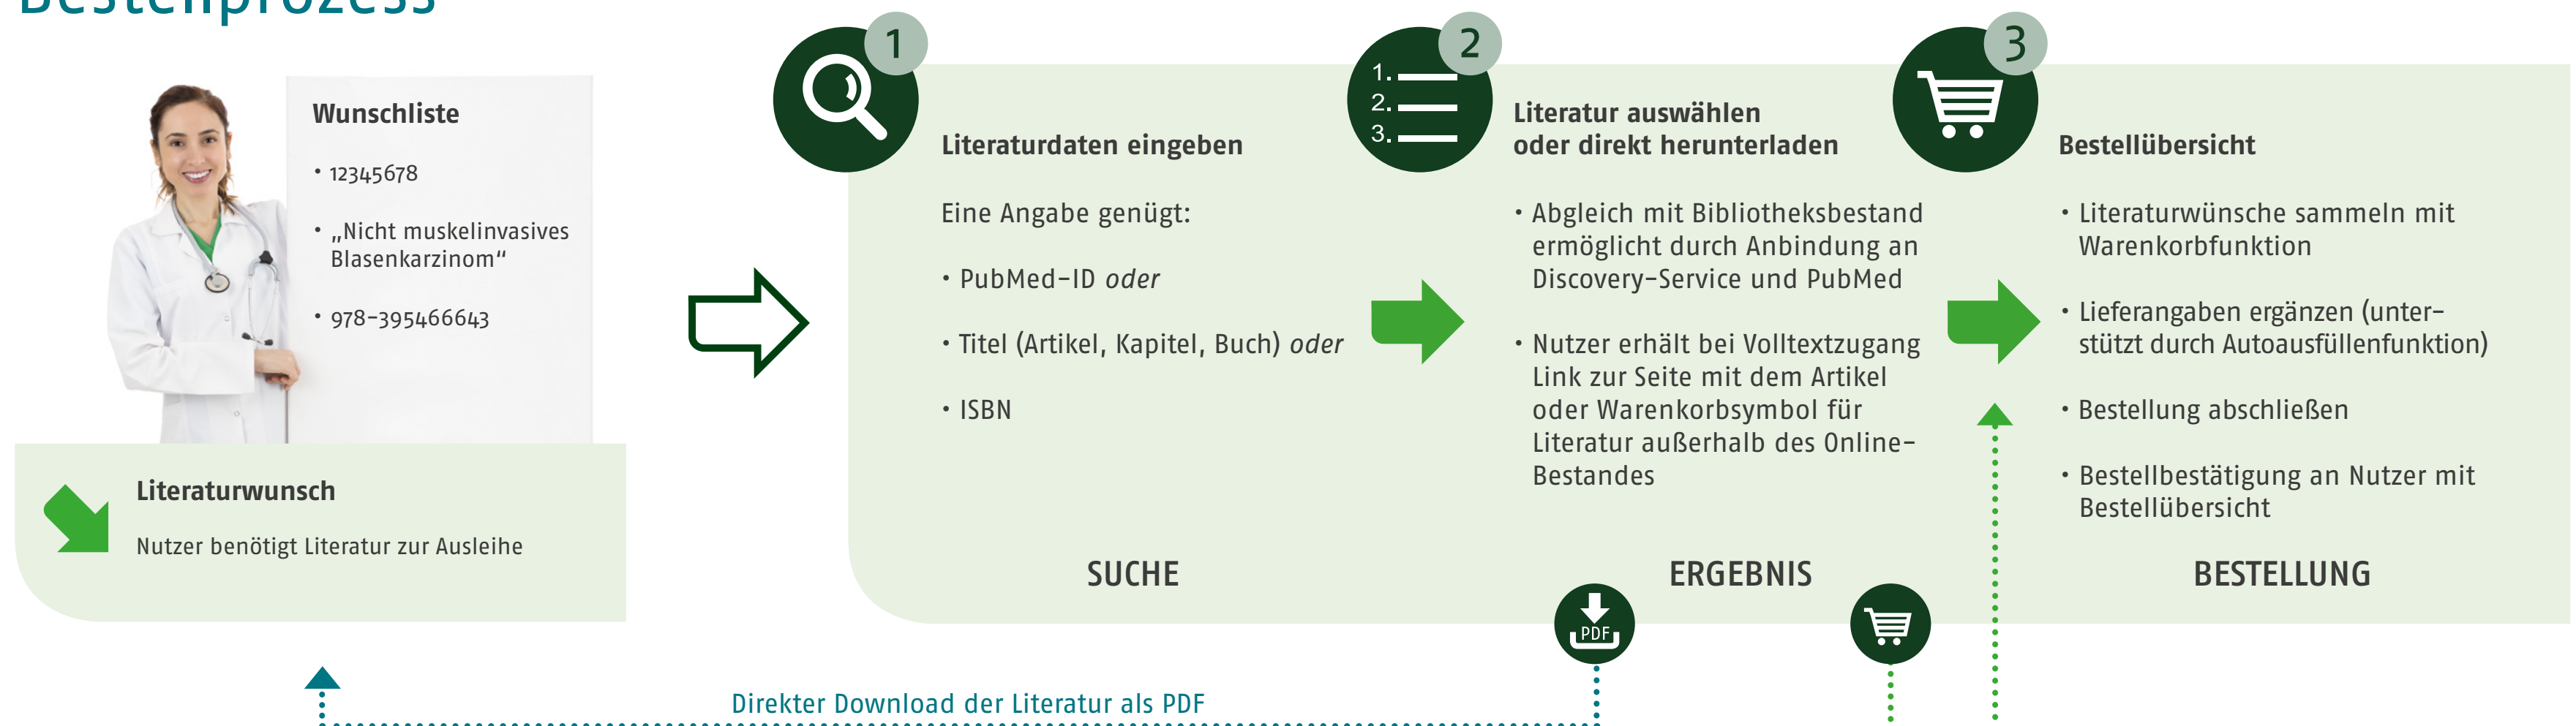 Bestellprozess
Wunschliste
• 12345678
• „Nicht muskelinvasives
Blasenkarzinom“
• 978-395466643
Literaturwunsch
Nutzer benötigt Literatur zur Ausleihe
1
Literaturdaten eingeben
Eine Angabe genügt:
• PubMed-ID oder
• Titel (Artikel, Kapitel, Buch) oder
• ISBN
SUCHE
2
1.
2.
3.
Literatur auswählen
oder direkt herunterladen
• Abgleich mit Bibliotheksbestand
ermöglicht durch Anbindung an
Discovery-Service und PubMed
• Nutzer erhält bei Volltextzugang
Link zur Seite mit dem Artikel
oder Warenkorbsymbol für
Literatur außerhalb des Online-
Bestandes
ERGEBNIS
PDF
3
Bestellübersicht
• Literaturwünsche sammeln mit
Warenkorbfunktion
• Lieferangaben ergänzen (unter-
stützt durch Autoausfüllenfunktion)
• Bestellung abschließen
• Bestellbestätigung an Nutzer mit
Bestellübersicht
BESTELLUNG
Direkter Download der Literatur als PDF